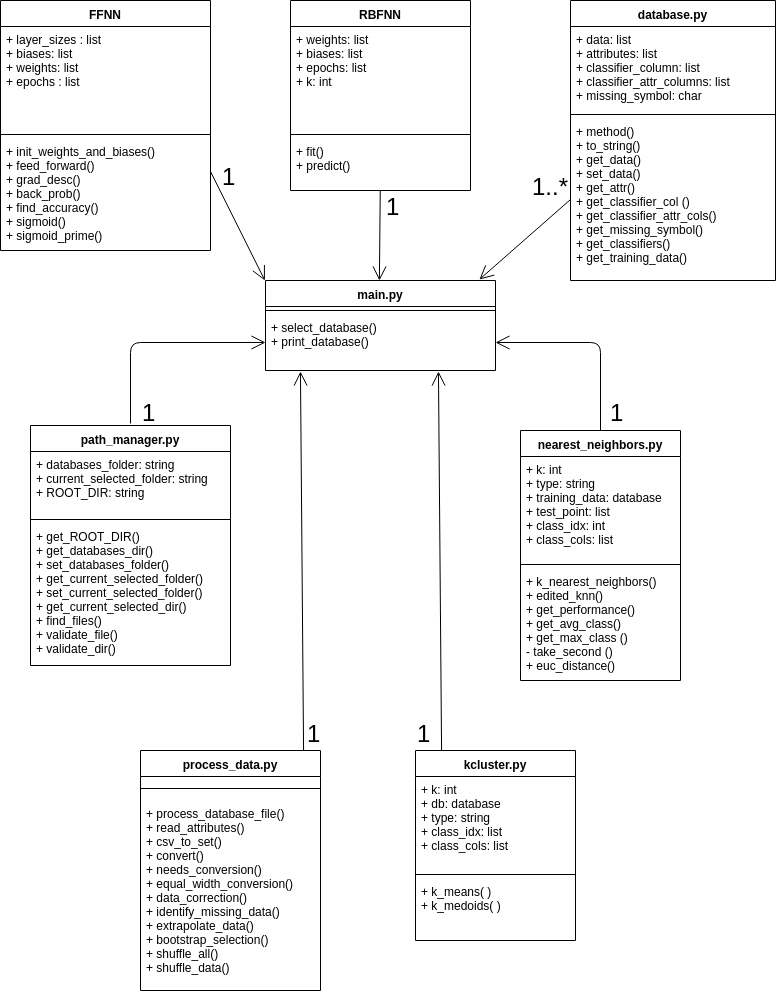 FFNN
+ layer_sizes : list
+ biases: list
+ weights: list
+ epochs : list
+ init_weights_and_biases()
+ feed_forward()
+ grad_desc()
+ back_prob()
+ find_accuracy()
+ sigmoid()
+ sigmoid_prime()
1
RBFNN
+ weights: list
+ biases: list
+ epochs: list
+ k: int
+ fit()
+ predict()
1
database.py
+ data: list
+ attributes: list
+ classifier_column: list
+ classifier_attr_columns: list
+ missing_symbol: char
+ method()
+ to_string()
+ get_data()
+ set_data()
+ get_attr()
+ get_classifier_col ()
+ get_classifier_attr_cols()
+ get_missing_symbol()
+ get_classifiers()
+ get_training_data()
1..*
main.py
+ select_database()
+ print_database()
1
path_manager.py
+ databases_folder: string
+ current_selected_folder: string
+ ROOT_DIR: string
+ get_ROOT_DIR()
+ get_databases_dir()
+ set_databases_folder()
+ get_current_selected_folder()
+ set_current_selected_folder()
+ get_current_selected_dir()
+ find_files()
+ validate_file()
+ validate_dir()
1
nearest_neighbors.py
+ k: int
+ type: string
+ training_data: database
+ test_point: list
+ class_idx: int
+ class_cols: list
+ k_nearest_neighbors()
+ edited_knn()
+ get_performance()
+ get_avg_class()
+ get_max_class ()
- take_second ()
+ euc_distance()
1
process_data.py
+ process_database_file()
+ read_attributes()
+ csv_to_set()
+ convert()
+ needs_conversion()
+ equal_width_conversion()
+ data_correction()
+ identify_missing_data()
+ extrapolate_data()
+ bootstrap_selection()
+ shuffle_all()
+ shuffle_data()
1
kcluster.py
+ k: int
+ db: database
+ type: string
+ class_idx: list
+ class_cols: list
+ k_means( )
+ k_medoids( )